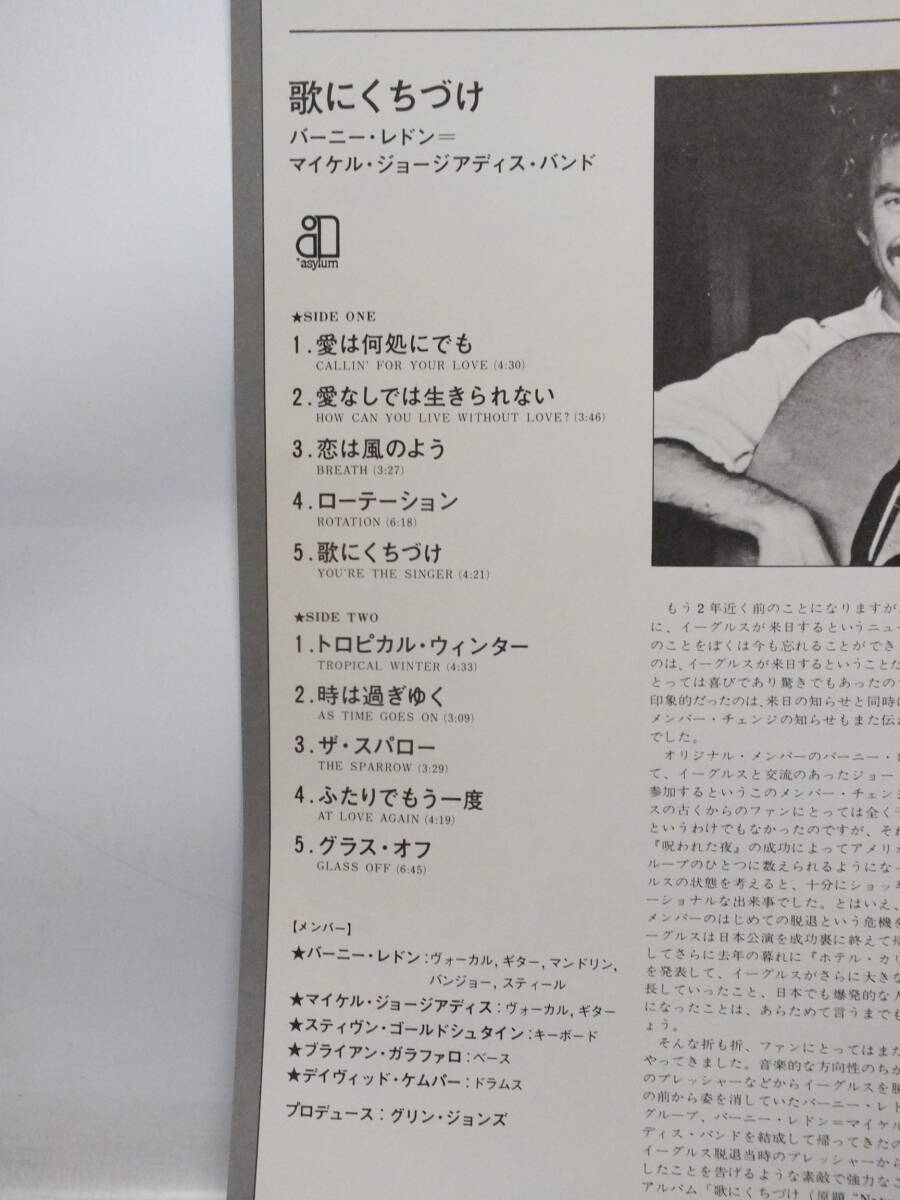 歌にくちづけ
バーニー・レドン＝
マイケル・ジョージアディス・バンド
asylum
★SIDE ONE
1.愛は何処にでも
CALLIN' FOR YOUR LOVE (4:30)
2.愛なしでは生きられない
HOW CAN YOU LIVE WITHOUT LOVE? (3:46)
3.恋は風のよう
BREATH (3:27)
4.ローテーション
ROTATION (6:18)
5.歌にくちづけ
YOU'RE THE SINGER (4:21)
★SIDE TWO
1.トロピカル・ウィンター
TROPICAL WINTER (4:33)
2.時は過ぎゆく
AS TIME GOES ON (3:09)
3.ザ・スパロー
THE SPARROW (3:29)
4.ふたりでもう一度
AT LOVE AGAIN (4:19)
5.グラス・オフ
GLASS OFF (6:45)
【メンバー】
★バーニー・レドン：ヴォーカル, ギター, マンドリン,
バンジョー, スティール
★マイケル・ジョージアディス：ヴォーカル, ギター
★スティヴン・ゴールドシュタイン：キーボード
★ブライアン・ガラファロ：ベース
★デイヴィッド・ケムパー：ドラムス
プロデュース：グリン・ジョンズ
もう2年近く前のことになりますが
に、イーグルスが来日するというニュー
のことをぼくは今も忘れることができ
のは、イーグルスが来日するということだ
とっては喜びであり驚きでもあったの
印象的だったのは、来日の知らせと同時に
メンバー・チェンジの知らせもまた伝
でした。
オリジナル・メンバーのバーニー・
て、イーグルスと交流のあったジョー
参加するというこのメンバー・チェンジ
スの古くからのファンにとっては全く
というわけでもなかったのですが、それ
『呪われた夜』の成功によってアメリカ
ループのひとつに数えられるようにな
ルスの状態を考えると、十分にショッキ
ーショナルな出来事でした。とはいえ、
メンバーのはじめての脱退という危機を
ーグルスは日本公演を成功裏に終えて帰
してさらに去年の暮れに『ホテル・カリ
を発表して、イーグルスがさらに大きな
長していったこと、日本でも爆発的な人
になったことは、あらためて言うまでも
ょう。
そんな折も折、ファンにとってはまた
やってきました。音楽的な方向性のちが
のプレッシャーなどからイーグルスを脱
の前から姿を消していたバーニー・レド
グループ、バーニー・レドン＝マイケル
ディス・バンドを結成して帰ってきたの
イーグルス脱退当時のプレッシャーから
したことを告げるような素敵で強力なこ
アルバム「歌にくちづけ（原題